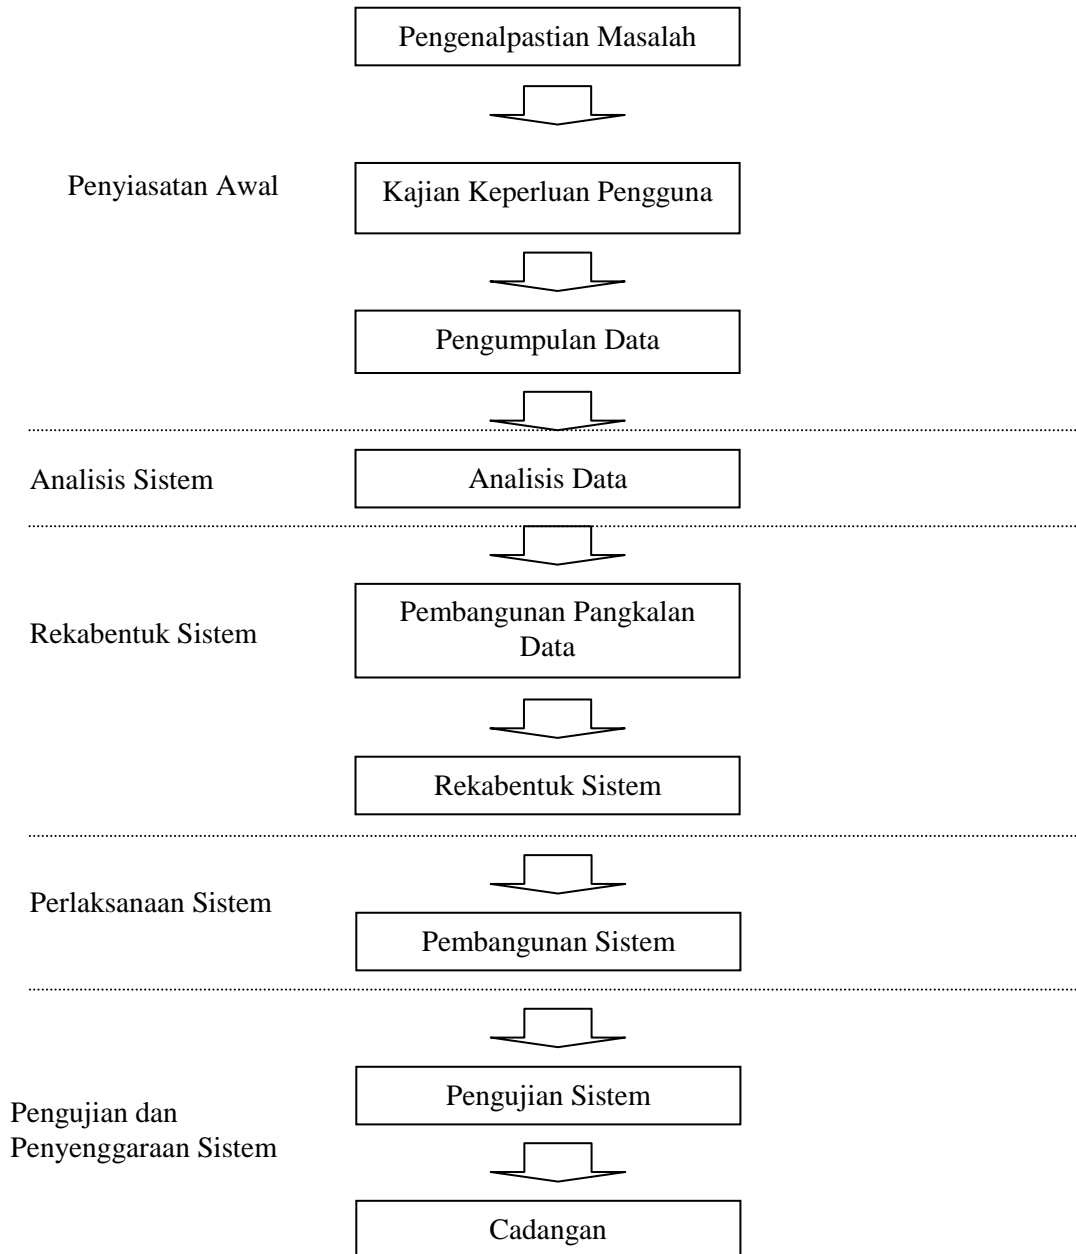 Pengenalpastian Masalah
Penyiasatan Awal
Kajian Keperluan Pengguna
Pengumpulan Data
Analisis Sistem
Analisis Data
Rekabentuk Sistem
Pembangunan Pangkalan
Data
Rekabentuk Sistem
Perlaksanaan Sistem
Pembangunan Sistem
Pengujian Sistem
Pengujian dan
Penyenggaraan Sistem
Cadangan